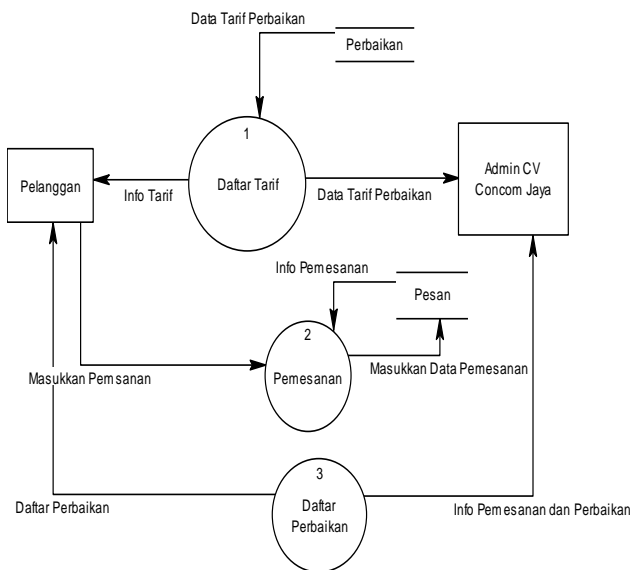 Data Tarif Perbaikan
Perbaikan
1
Daftar Tarif
Pelanggan
Info Tarif
Data Tarif Perbaikan
Admin CV
Concom Jaya
Info Pemesanan
Pesan
2
Pemesanan
Masukkan Pemsanan
Masukkan Data Pemesanan
3
Daftar
Perbaikan
Daftar Perbaikan
Info Pemesanan dan Perbaikan